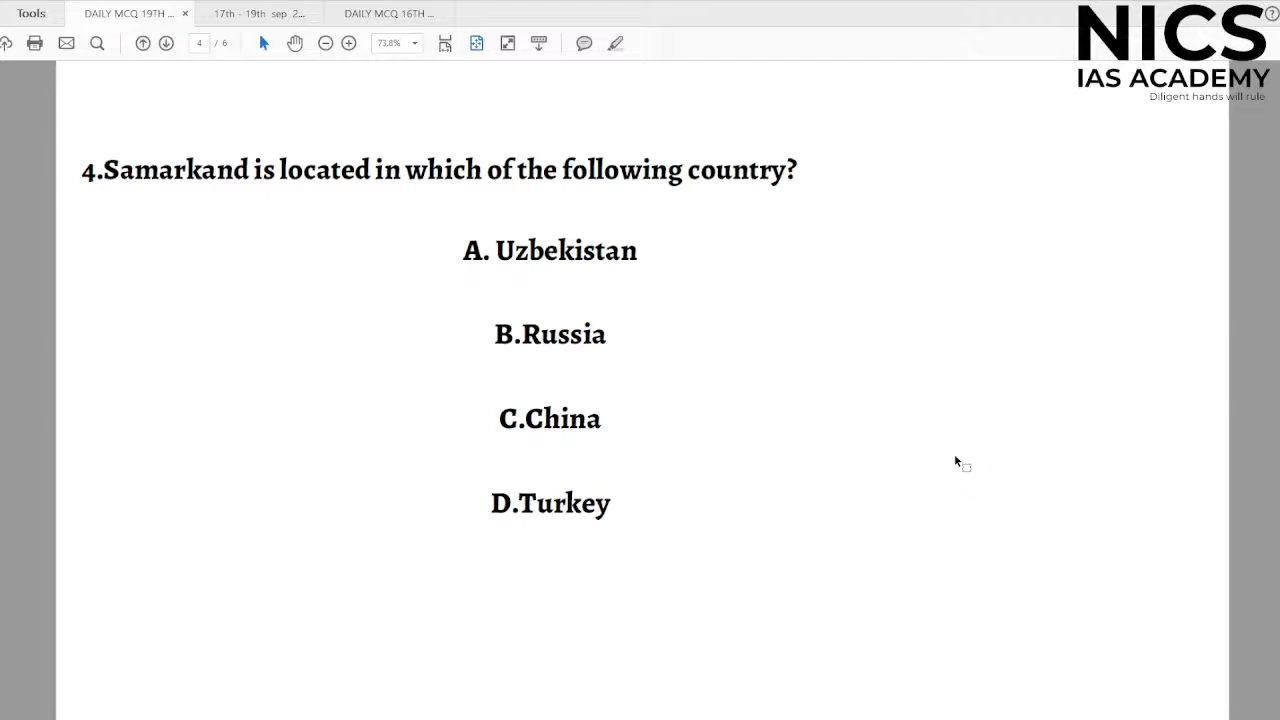 Tools
DAILY MCQ 19TH ... ×
17th - 19th sep 2...
DAILY MCQ 16TH ...
4 / 6
73.8%
NICS
IAS ACADEMY
Diligent hands will rule
4.Samarkand is located in which of the following country?
A. Uzbekistan
B.Russia
C.China
D.Turkey